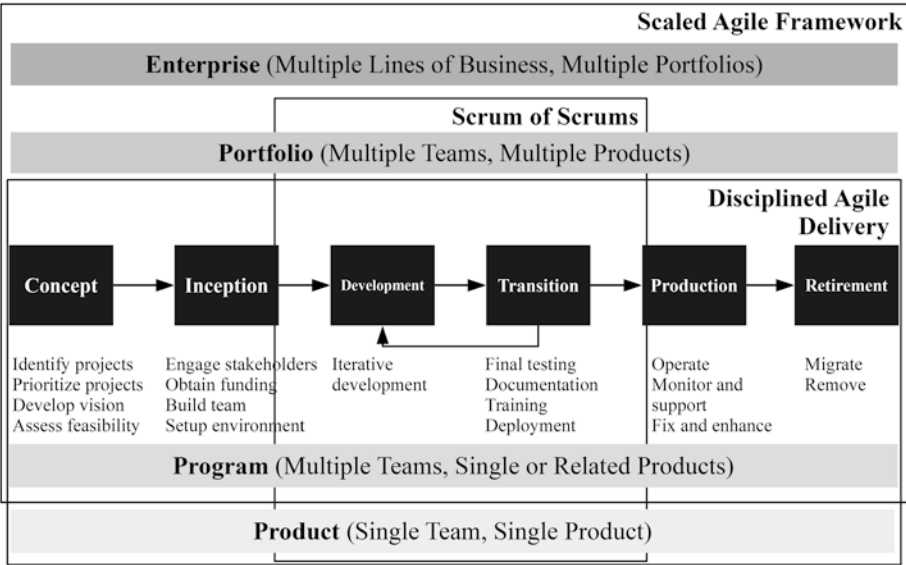 Scaled Agile Framework
Enterprise (Multiple Lines of Business, Multiple Portfolios)
Scrum of Scrums
Portfolio (Multiple Teams, Multiple Products)
Disciplined Agile
Delivery
Concept
Inception
Development
Transition
Production
Retirement
Identify projects
Prioritize projects
Develop vision
Assess feasibility
Engage stakeholders
Obtain funding
Build team
Setup environment
Iterative
development
Final testing
Documentation
Training
Deployment
Operate
Monitor and
support
Fix and enhance
Migrate
Remove
Program (Multiple Teams, Single or Related Products)
Product (Single Team, Single Product)